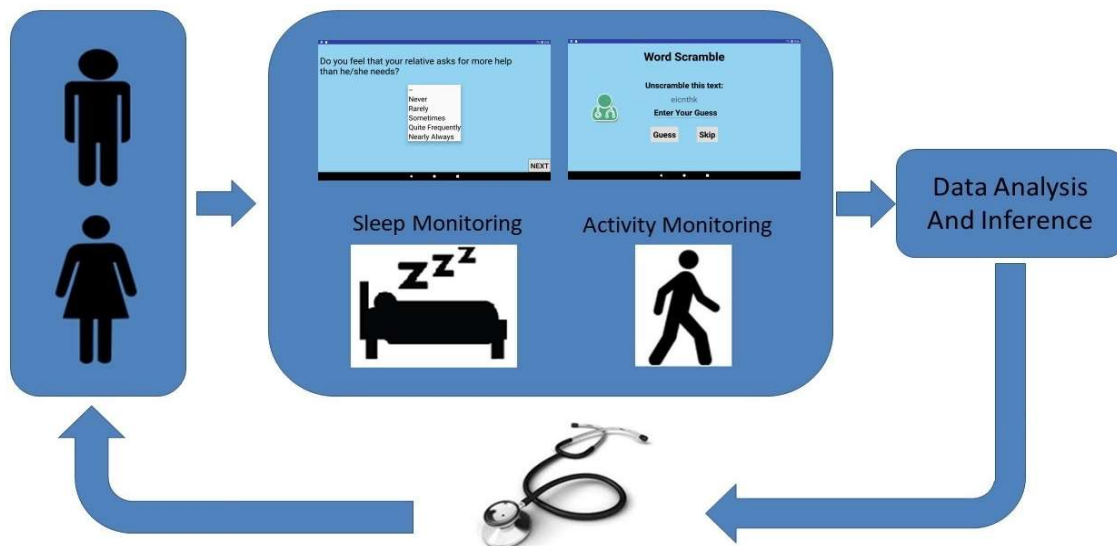 Do you feel that your relative asks for more help
than he/she needs?
--
Never
Rarely
Sometimes
Quite Frequently
Nearly Always
NEXT
Word Scramble
Unscramble this text:
eicnthk
Enter Your Guess
Guess
Skip
Sleep Monitoring
zzz
Activity Monitoring
Data Analysis
And Inference